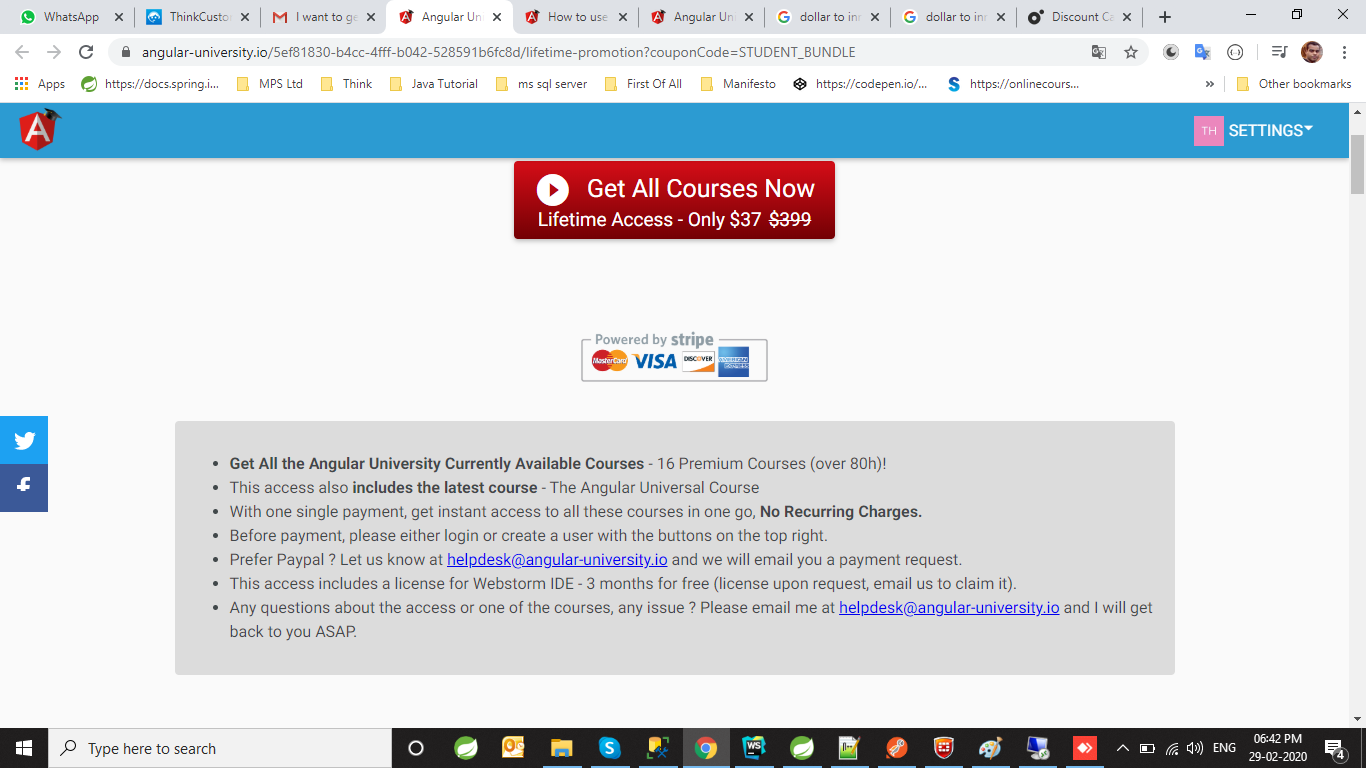 WhatsApp
ThinkCusto
I want to ge
Angular Un
How to use
Angular Un
dollar to inr
dollar to inr
Discount Ca
angular-university.io/5ef81830-b4cc-4fff-b042-528591b6fc8d/lifetime-promotion?couponCode=STUDENT_BUNDLE
Apps
https://docs.spring.i...
MPS Ltd
Think
Java Tutorial
ms sql server
First Of All
Manifesto
https://codepen.io/...
https://onlinecours...
»
Other bookmarks
A
TH
SETTINGS
Get All Courses Now
Lifetime Access - Only $37 $399
Powered by stripe
MasterCard VISA DISCOVER AMERICAN EXPRESS
• Get All the Angular University Currently Available Courses - 16 Premium Courses (over 80h)!
• This access also includes the latest course - The Angular Universal Course
• With one single payment, get instant access to all these courses in one go, No Recurring Charges.
• Before payment, please either login or create a user with the buttons on the top right.
• Prefer Paypal ? Let us know at helpdesk@angular-university.io and we will email you a payment request.
• This access includes a license for Webstorm IDE - 3 months for free (license upon request, email us to claim it).
• Any questions about the access or one of the courses, any issue ? Please email me at helpdesk@angular-university.io and I will get
back to you ASAP.
Type here to search
WS
ENG
06:42 PM
29-02-2020
4